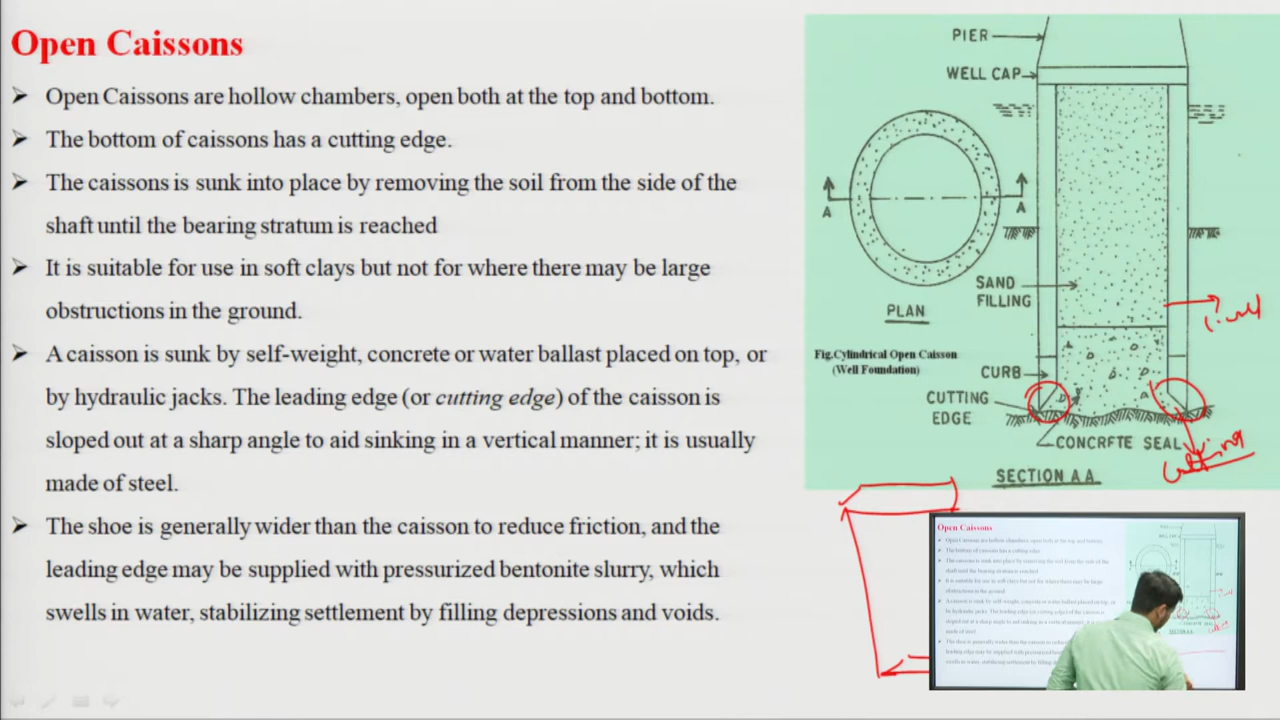 Open Caissons
➤ Open Caissons are hollow chambers, open both at the top and bottom.
➤ The bottom of caissons has a cutting edge.
➤ The caissons is sunk into place by removing the soil from the side of the
shaft until the bearing stratum is reached
➤ It is suitable for use in soft clays but not for where there may be large
obstructions in the ground.
➤ A caisson is sunk by self-weight, concrete or water ballast placed on top, or
by hydraulic jacks. The leading edge (or cutting edge) of the caisson is
sloped out at a sharp angle to aid sinking in a vertical manner; it is usually
made of steel.
➤ The shoe is generally wider than the caisson to reduce friction, and the
leading edge may be supplied with pressurized bentonite slurry, which
swells in water, stabilizing settlement by filling depressions and voids.
PIER
WELL CAP
A
A
PLAN
SAND
FILLING
Fig.Cylindrical Open Caisson
(Well Foundation)
CURB
CUTTING
EDGE
CONCRETE SEAL
cutting
SECTION A A
Open Caissons